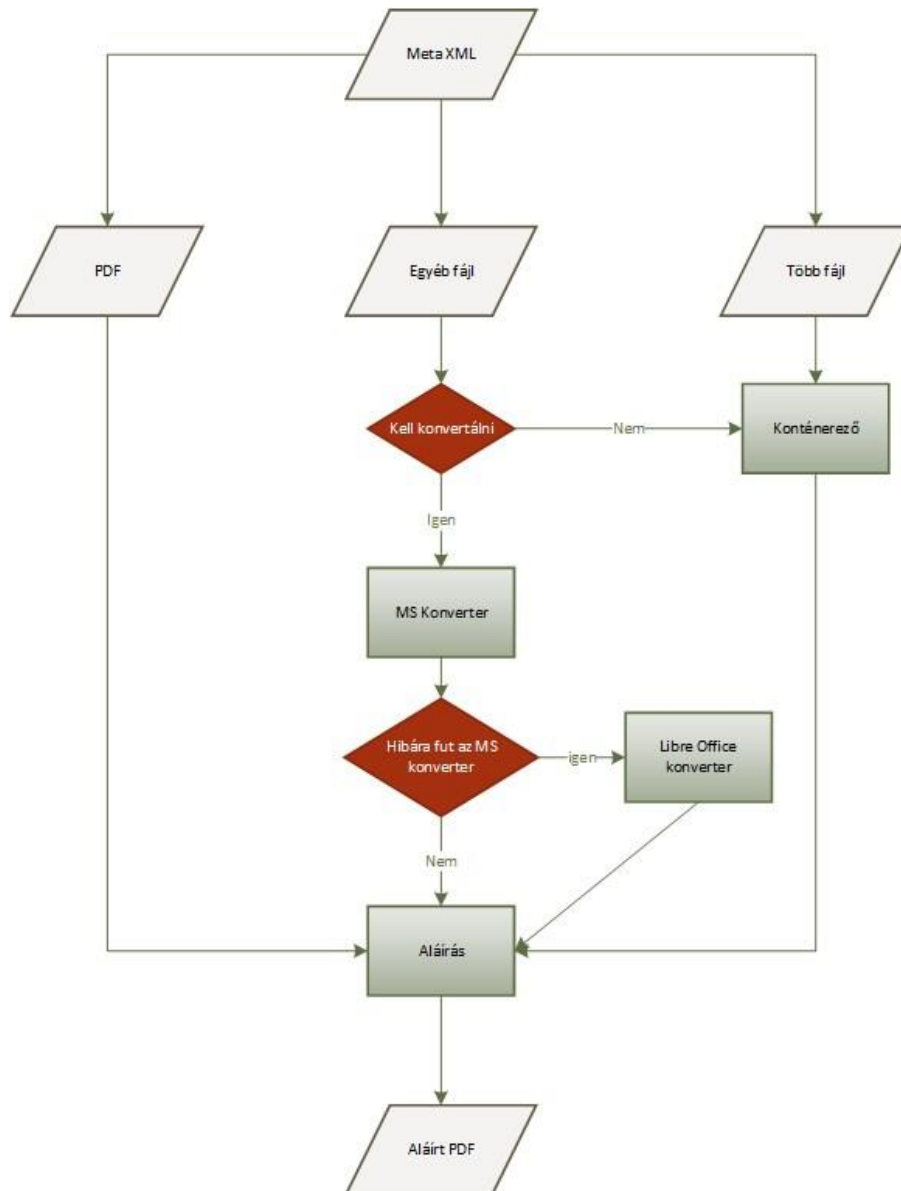 Meta XML
PDF
Egyéb fájl
Több fájl
Kell konvertálni
Nem
Konténerező
Igen
MS Konverter
Hibára fut az MS
konverter
igen
Libre Office
konverter
Nem
Aláírás
Aláírt PDF